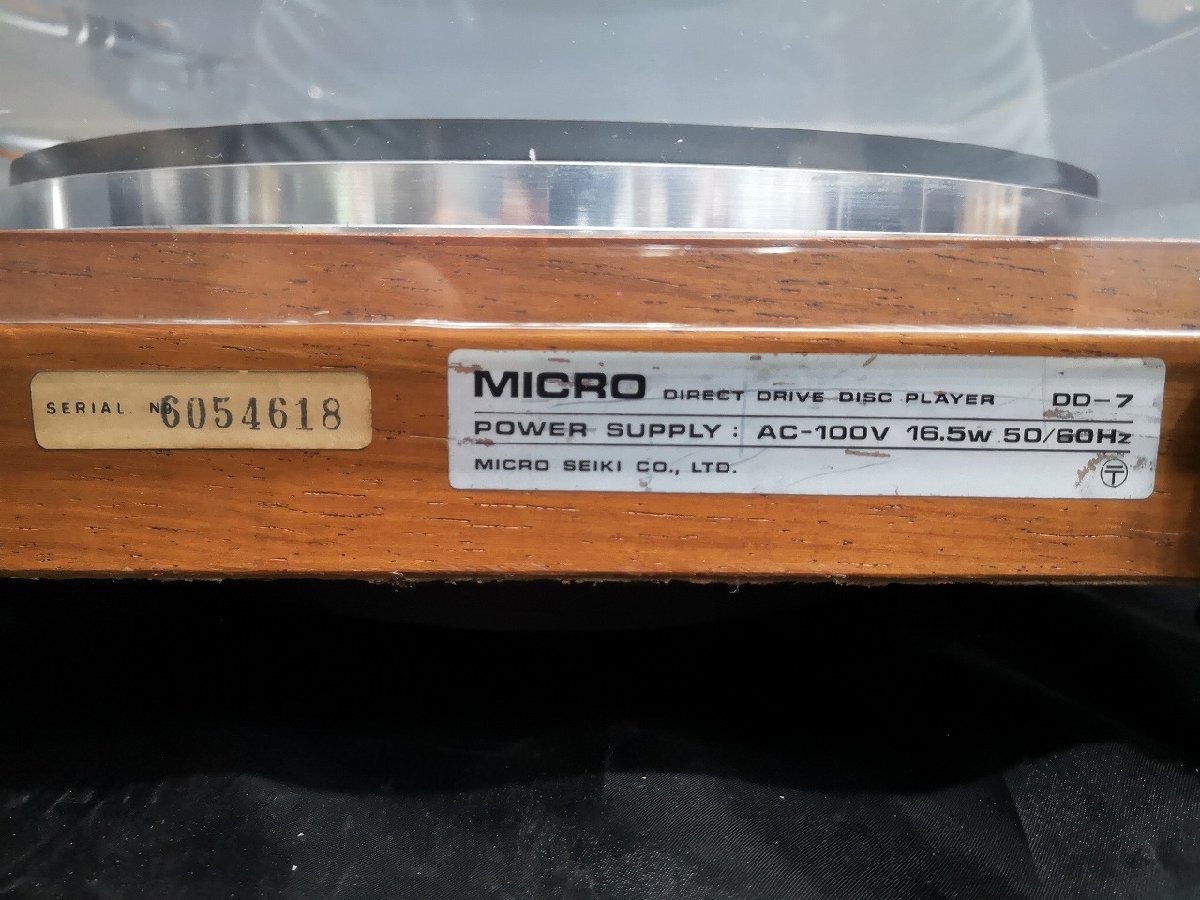 SERIAL. No. 6054618
MICRO DIRECT DRIVE DISC PLAYER DD-7
POWER SUPPLY : AC-100V 16.5W 50/60Hz
MICRO SEIKI CO., LTD. 〶